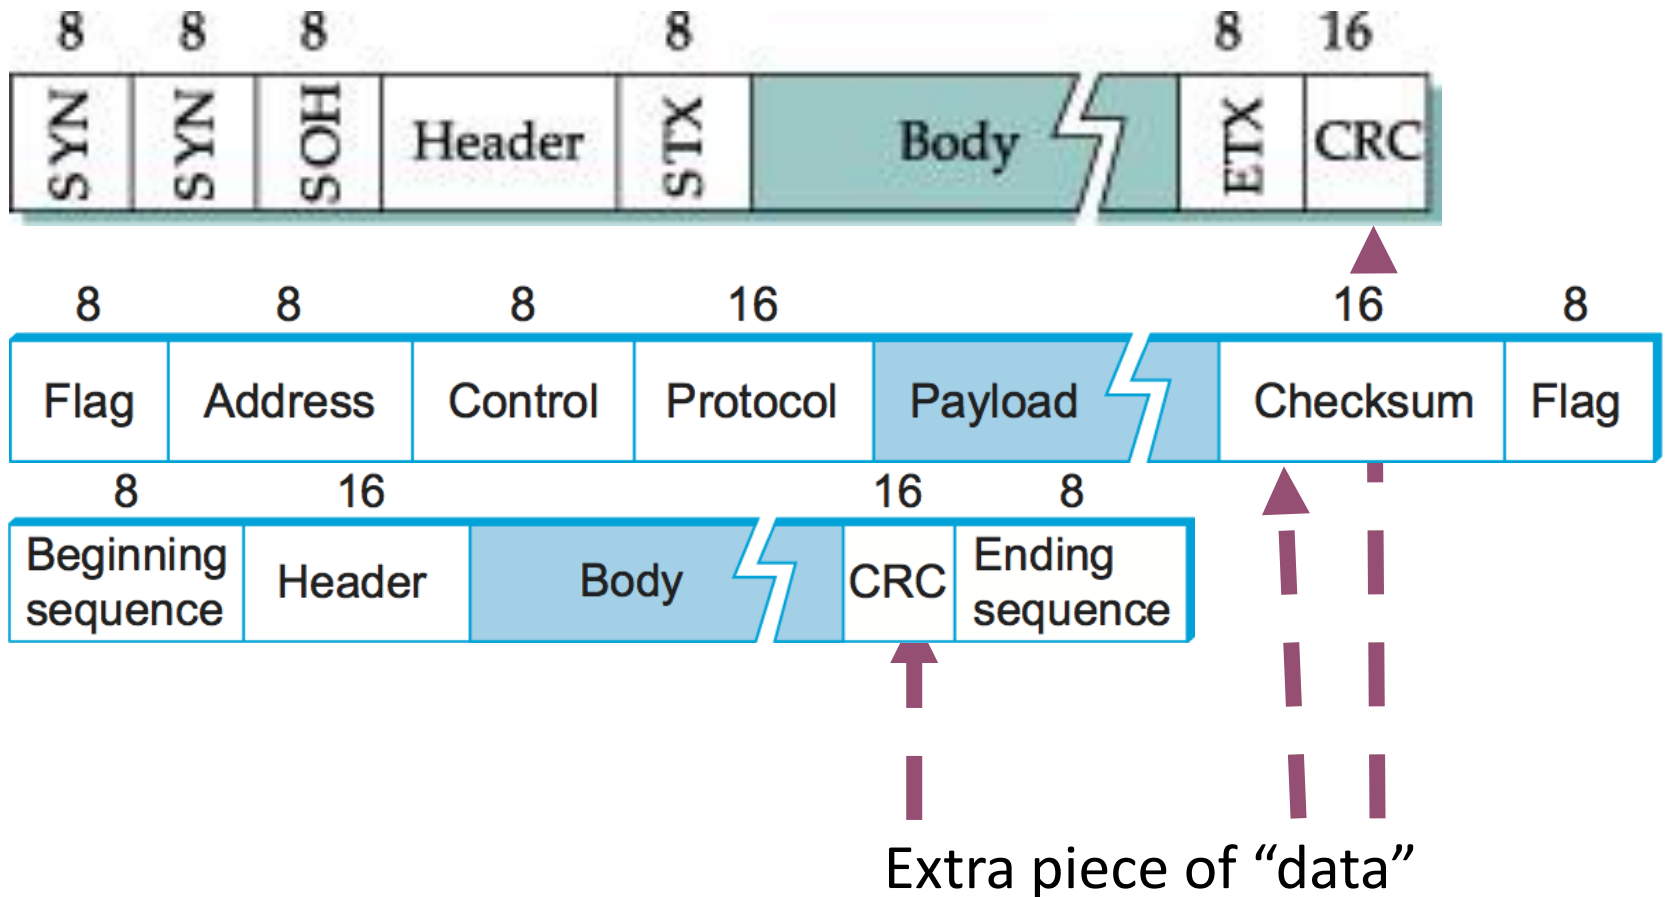 8 8 8 8 8 16
SYN SYN SOH Header STX Body ETX CRC
8 8 8 16 16 8
Flag Address Control Protocol Payload Checksum Flag
8 16 16 8
Beginning sequence Header Body CRC Ending sequence
Extra piece of “data”